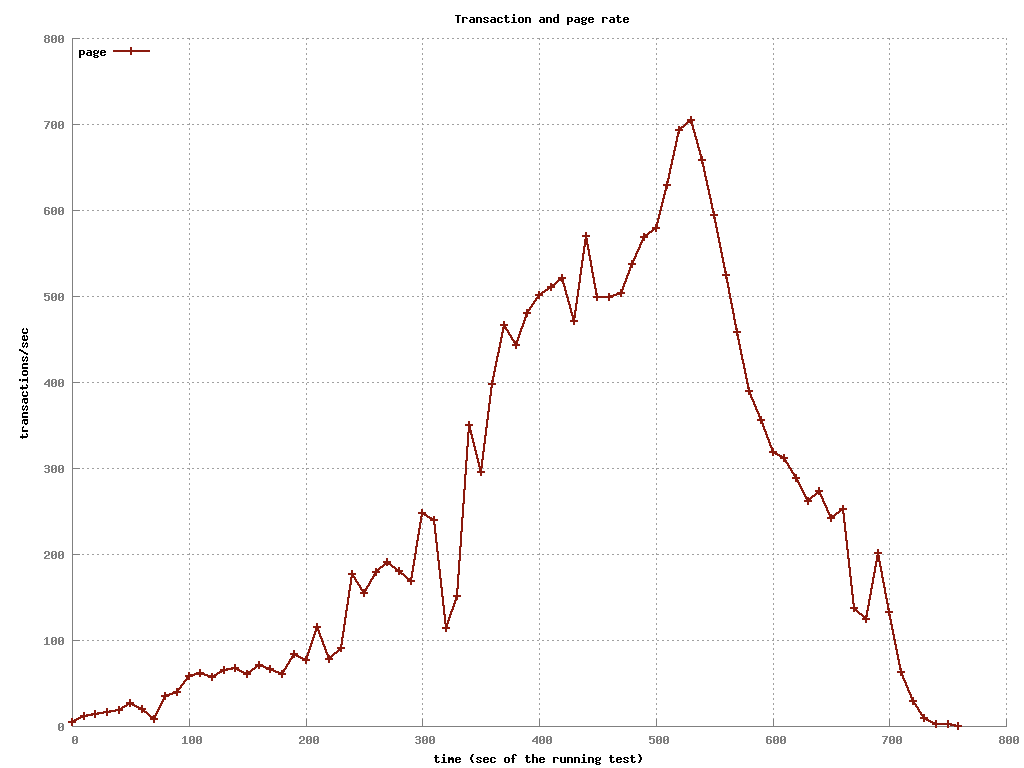 Transaction and page rate
page
800
700
600
500
400
300
200
100
0
transactions/sec
0 100 200 300 400 500 600 700 800
time (sec of the running test)